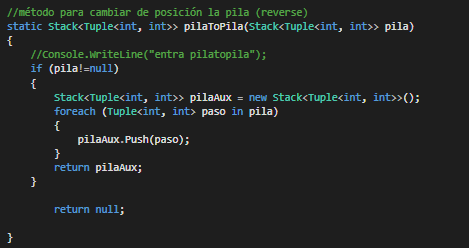 //método para cambiar de posición la pila (reverse)
static Stack<Tuple<int, int>> pilaToPila(Stack<Tuple<int, int>> pila)
{
    //Console.WriteLine("entra pilatopila");
    if (pila!=null)
    {
        Stack<Tuple<int, int>> pilaAux = new Stack<Tuple<int, int>>();
        foreach (Tuple<int, int> paso in pila)
        {
            pilaAux.Push(paso);
        }
        return pilaAux;
    }
        return null;
}